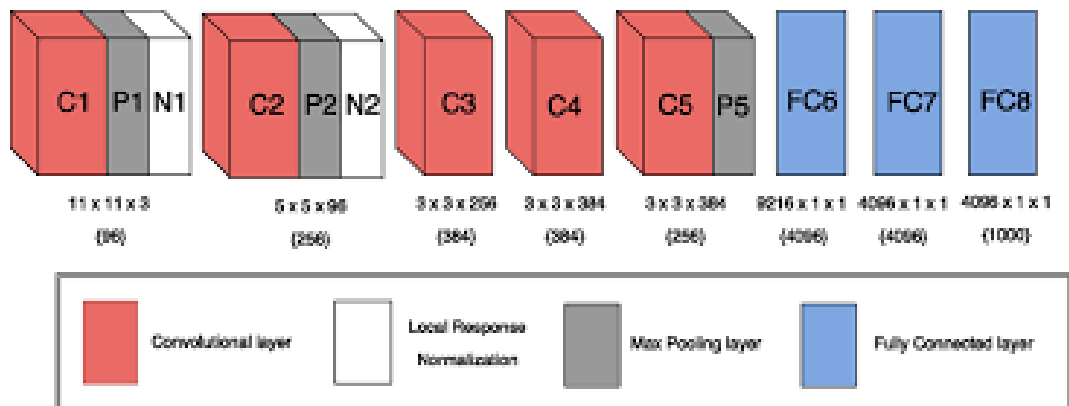 C1 P1 N1 C2 P2 N2 C3 C4 C5 P5 FC6 FC7 FC8
11 x 11 x 3 5 x 5 x 96 3 x 3 x 256 3 x 3 x 384 3 x 3 x 384 9216 x 1 x 1 4096 x 1 x 1 4096 x 1 x 1
(96) (256) (384) (384) (256) (4096) (4096) (1000)
Convolutional layer
Local Response
Normalization
Max Pooling layer
Fully Connected layer